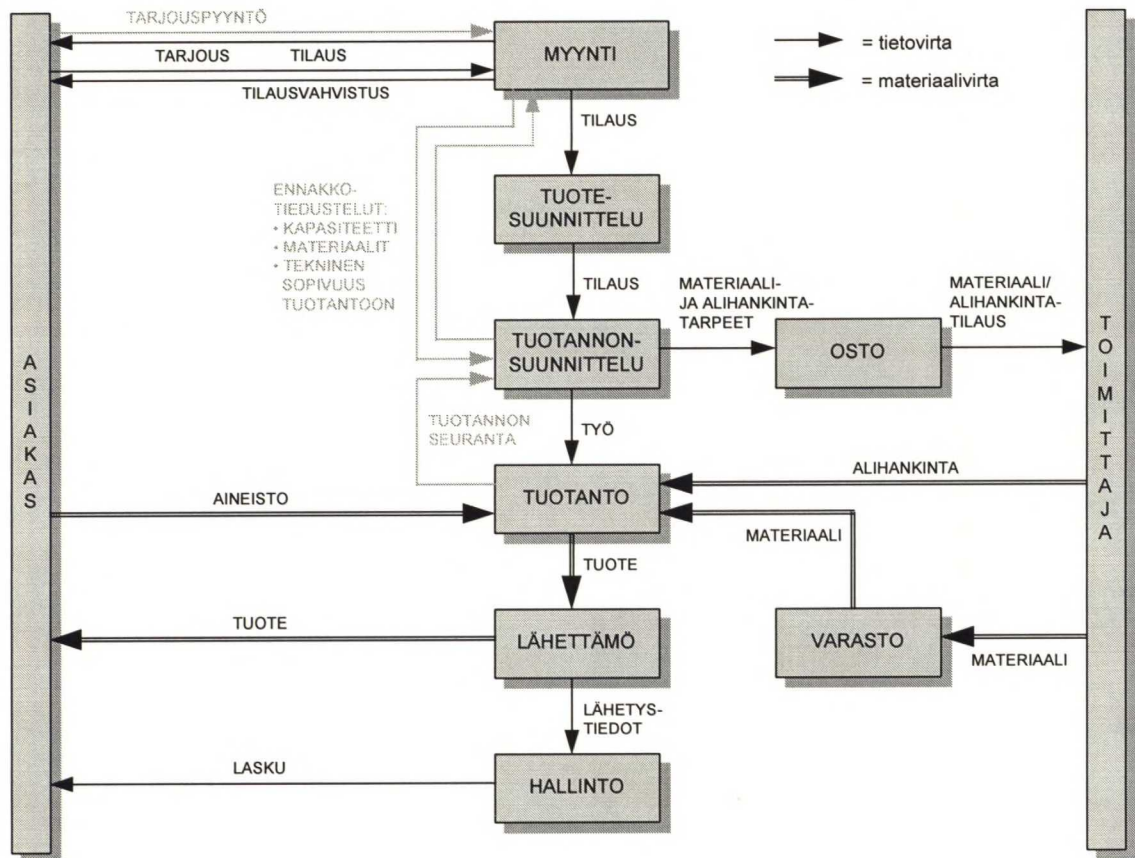 TARJOUSPYYNTÖ
TARJOUS
TILAUS
TILAUSVAHVISTUS
MYYNTI
= tietovirta
= materiaalivirta
TILAUS
ENNAKKO-
TIEDUSTELUT:
• KAPASITEETTI
• MATERIAALIT
• TEKNINEN
SOPIVUUS
TUOTANTOON
TUOTE-
SUUNNITTELU
TILAUS
MATERIAALI-
JA ALIHANKINTA-
TARPEET
MATERIAALI/
ALIHANKINTA-
TILAUS
TUOTANNON-
SUUNNITTELU
OSTO
ASIAKAS
TOIMITTAJA
TUOTANNON
SEURANTA
TYÖ
AINEISTO
TUOTANTO
ALIHANKINTA
MATERIAALI
TUOTE
TUOTE
LÄHETTÄMÖ
VARASTO
MATERIAALI
LÄHETYS-
TIEDOT
LASKU
HALLINTO